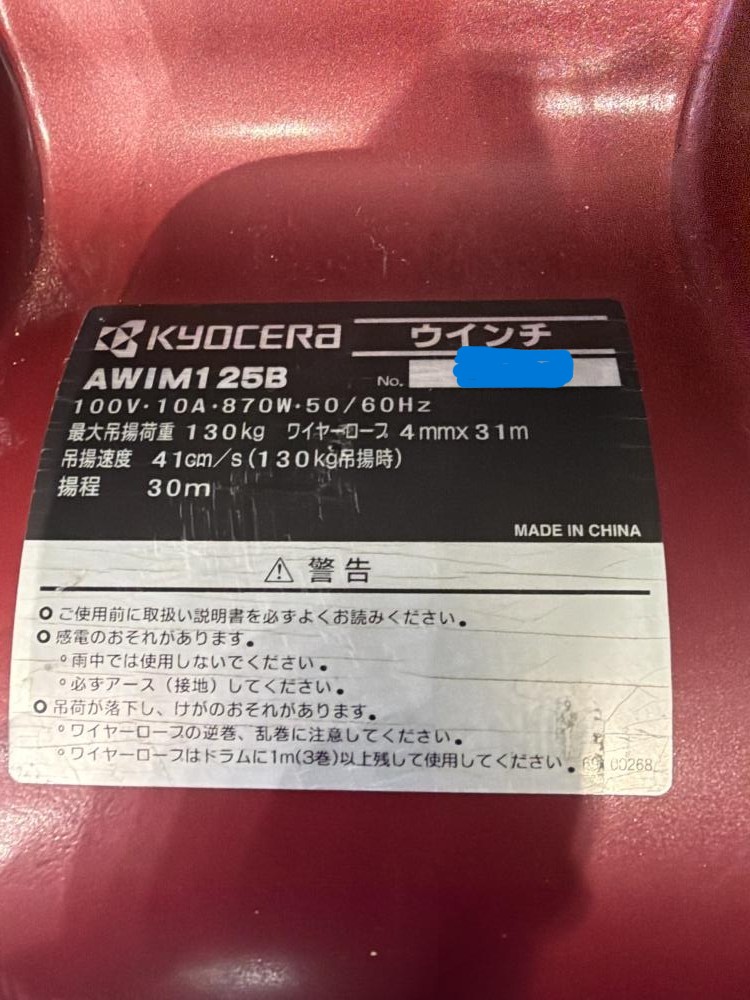 KYOCERA ウインチ
AWIM125B No.
100V・10A・870W・50/60Hz
最大吊揚荷重 130kg ワイヤーロープ 4mmx31m
吊揚速度 41cm/s(130kg吊揚時)
揚程 30m
MADE IN CHINA
⚠ 警告
○ご使用前に取扱い説明書を必ずよくお読みください。
○感電のおそれがあります。
°雨中では使用しないでください。
°必ずアース（接地）してください。
○吊荷が落下し、けがのおそれがあります。
°ワイヤーロープの逆巻、乱巻に注意してください。
°ワイヤーロープはドラムに1m(3巻)以上残して使用してください。